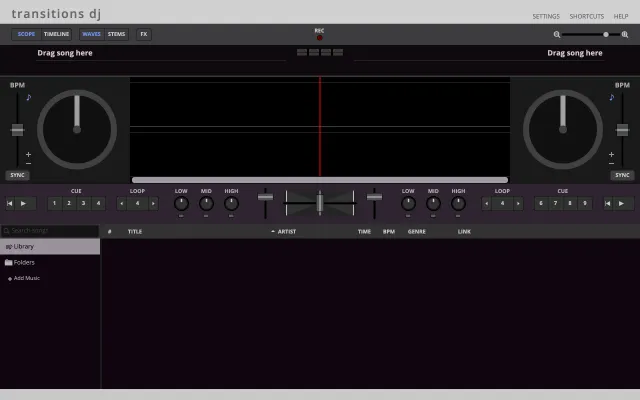 transitions dj
SETTINGS SHORTCUTS HELP
SCOPE TIMELINE WAVES STEMS FX REC
Drag song here Drag song here
BPM BPM
SYNC SYNC
CUE LOOP LOW MID HIGH LOW MID HIGH LOOP CUE
1 2 3 4 4 4 6 7 8 9
Search Song!
# TITLE ARTIST TIME BPM GENRE LINK
Library
Folders
Add Music